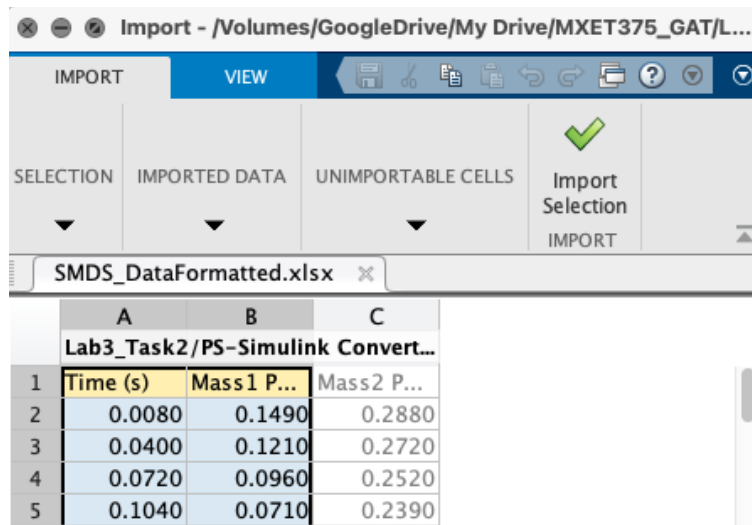 Import - /Volumes/GoogleDrive/My Drive/MXET375_GAT/L...
IMPORT VIEW
SELECTION IMPORTED DATA UNIMPORTABLE CELLS Import
Selection
IMPORT
SMDS_DataFormatted.xlsx
A B C
Lab3_Task2/PS-Simulink Convert...
1 Time (s) Mass1 P... Mass2 P...
2 0.0080 0.1490 0.2880
3 0.0400 0.1210 0.2720
4 0.0720 0.0960 0.2520
5 0.1040 0.0710 0.2390